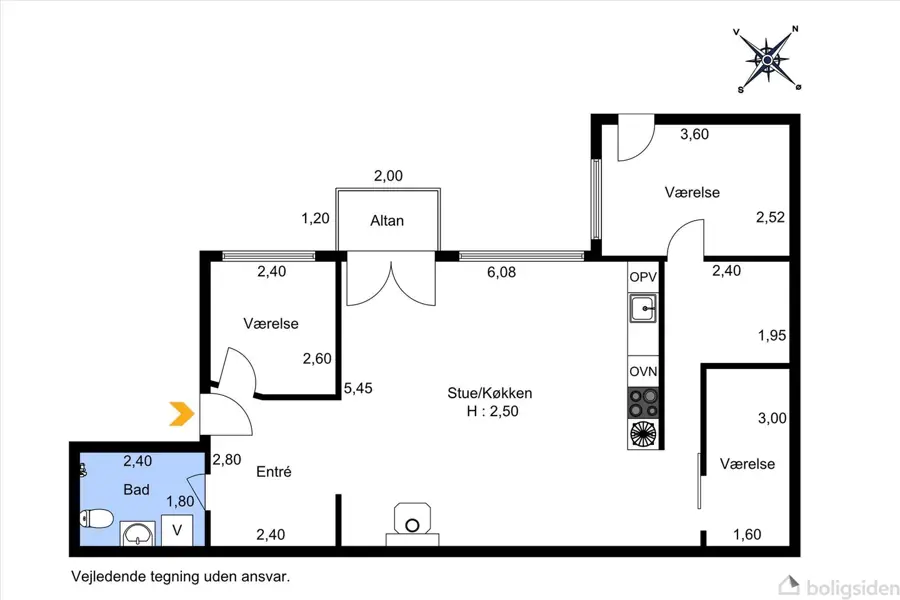 V N
S Ø
3,60
Værelse
2,52
2,00
1,20
Altan
2,40
6,08
OPV
2,40
Værelse
1,95
2,60
OVN
5,45
Stue/Køkken
H : 2,50
3,00
2,40
2,80
Entré
Værelse
Bad
1,80
V
2,40
1,60
Vejledende tegning uden ansvar.
boligsiden